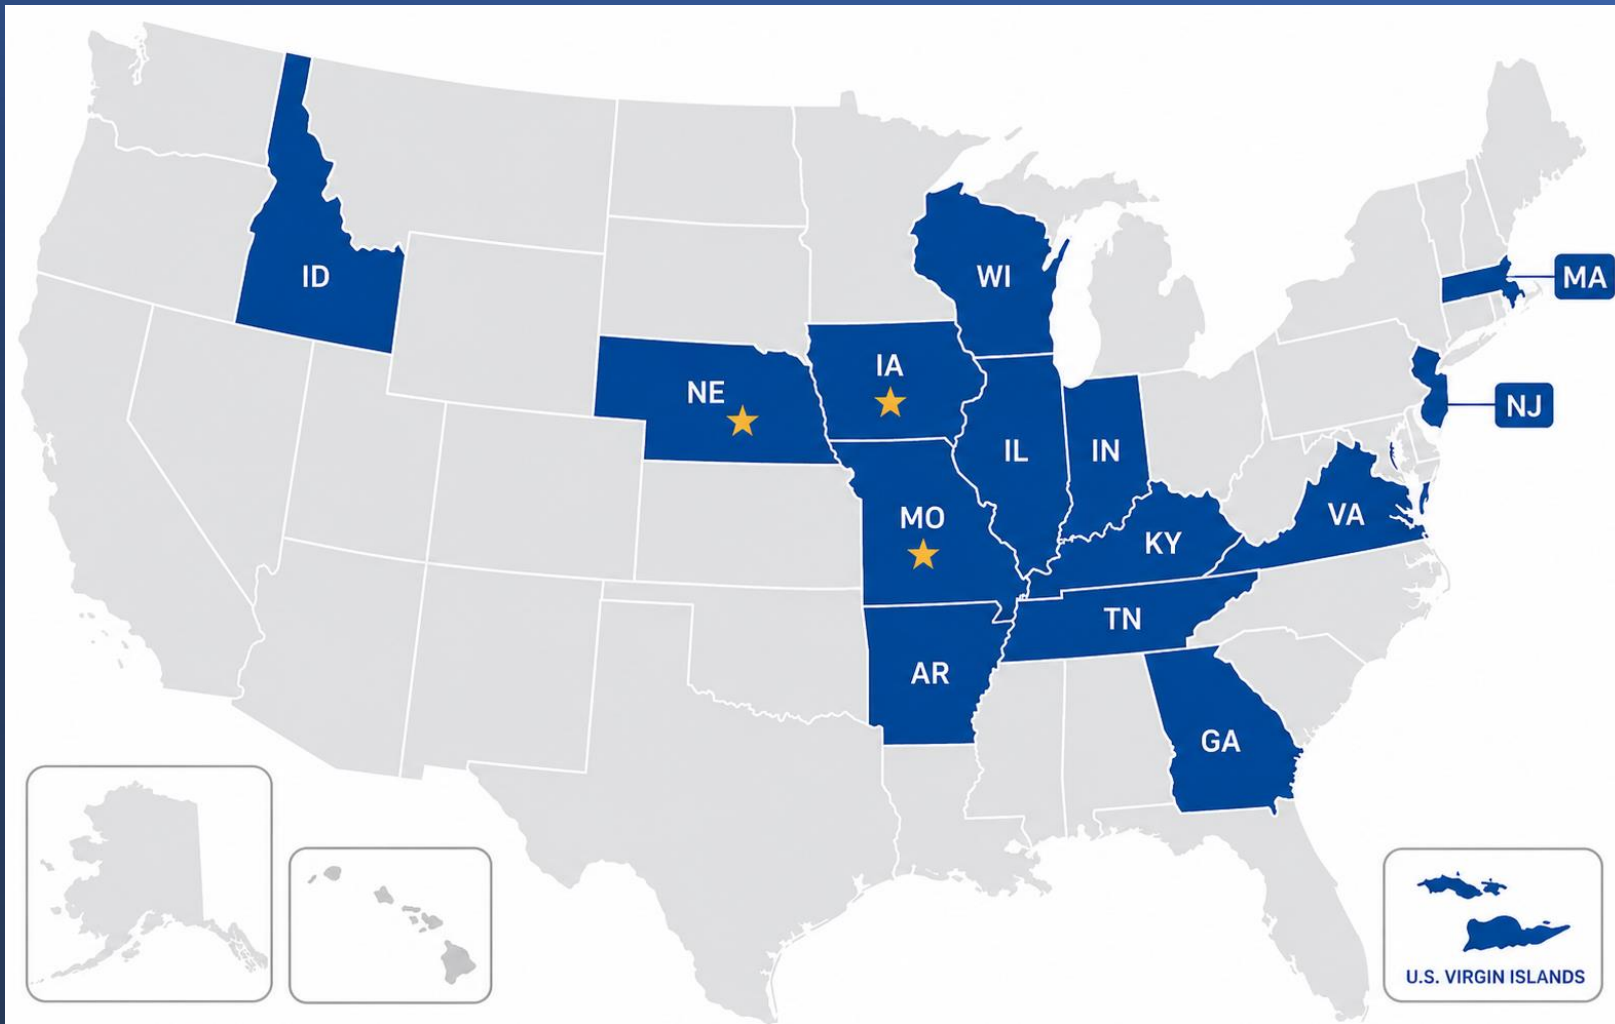 ID
WI
MA
IA
NE
NJ
IL
IN
MO
VA
KY
TN
AR
GA
U.S. VIRGIN ISLANDS